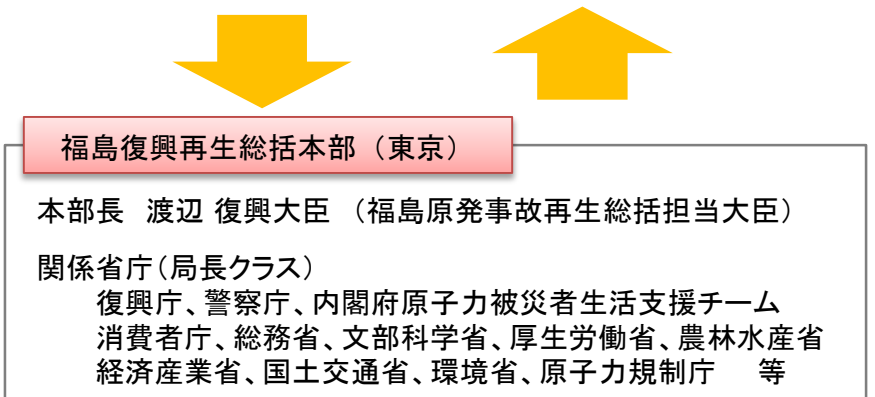 福島復興再生総括本部（東京）
本部長　渡辺 復興大臣　（福島原発事故再生総括担当大臣）
関係省庁（局長クラス）
復興庁、警察庁、内閣府原子力被災者生活支援チーム
消費者庁、総務省、文部科学省、厚生労働省、農林水産省
経済産業省、国土交通省、環境省、原子力規制庁　　等